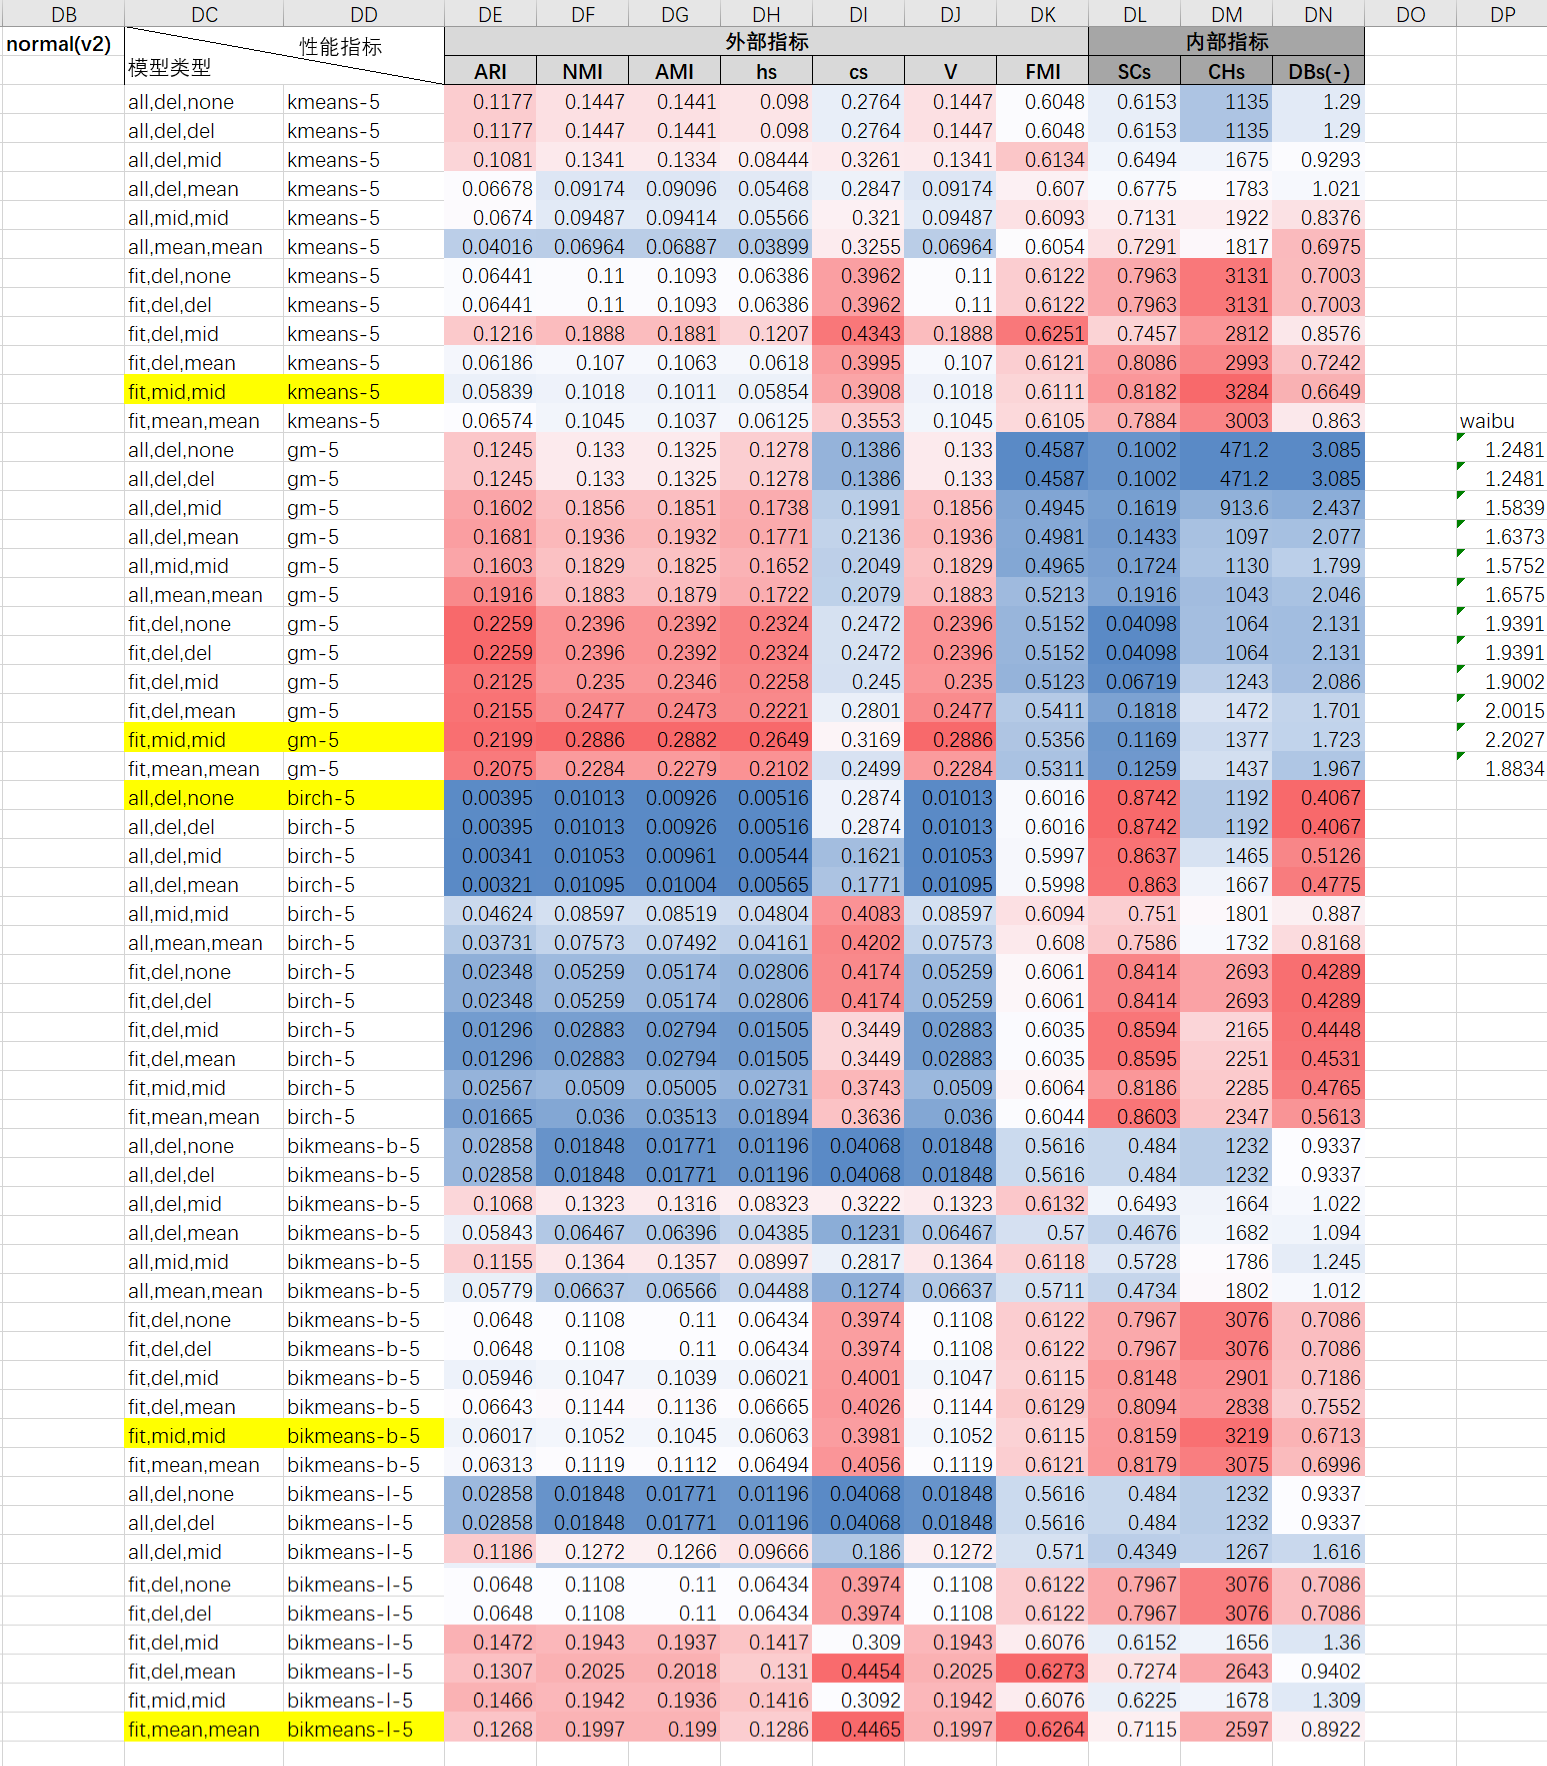 DB DC DD DE DF DG DH DI DJ DK DL DM DN DO DP
normal(v2) 性能指标 外部指标 内部指标
模型类型 ARI NMI AMI hs cs V FMI SCs CHs DBs(-)
all,del,none kmeans-5 0.1177 0.1447 0.1441 0.098 0.2764 0.1447 0.6048 0.6153 1135 1.29
all,del,del kmeans-5 0.1177 0.1447 0.1441 0.098 0.2764 0.1447 0.6048 0.6153 1135 1.29
all,del,mid kmeans-5 0.1081 0.1341 0.1334 0.08444 0.3261 0.1341 0.6134 0.6494 1675 0.9293
all,del,mean kmeans-5 0.06678 0.09174 0.09096 0.05468 0.2847 0.09174 0.607 0.6775 1783 1.021
all,mid,mid kmeans-5 0.0674 0.09487 0.09414 0.05566 0.321 0.09487 0.6093 0.7131 1922 0.8376
all,mean,mean kmeans-5 0.04016 0.06964 0.06887 0.03899 0.3255 0.06964 0.6054 0.7291 1817 0.6975
fit,del,none kmeans-5 0.06441 0.11 0.1093 0.06386 0.3962 0.11 0.6122 0.7963 3131 0.7003
fit,del,del kmeans-5 0.06441 0.11 0.1093 0.06386 0.3962 0.11 0.6122 0.7963 3131 0.7003
fit,del,mid kmeans-5 0.1216 0.1888 0.1881 0.1207 0.4343 0.1888 0.6251 0.7457 2812 0.8576
fit,del,mean kmeans-5 0.06186 0.107 0.1063 0.0618 0.3995 0.107 0.6121 0.8086 2993 0.7242
fit,mid,mid kmeans-5 0.05839 0.1018 0.1011 0.05854 0.3908 0.1018 0.6111 0.8182 3284 0.6649
fit,mean,mean kmeans-5 0.06574 0.1045 0.1037 0.06125 0.3553 0.1045 0.6105 0.7884 3003 0.863 waibu
all,del,none gm-5 0.1245 0.133 0.1325 0.1278 0.1386 0.133 0.4587 0.1002 471.2 3.085 1.2481
all,del,del gm-5 0.1245 0.133 0.1325 0.1278 0.1386 0.133 0.4587 0.1002 471.2 3.085 1.2481
all,del,mid gm-5 0.1602 0.1856 0.1851 0.1738 0.1991 0.1856 0.4945 0.1619 913.6 2.437 1.5839
all,del,mean gm-5 0.1681 0.1936 0.1932 0.1771 0.2136 0.1936 0.4981 0.1433 1097 2.077 1.6373
all,mid,mid gm-5 0.1603 0.1829 0.1825 0.1652 0.2049 0.1829 0.4965 0.1724 1130 1.799 1.5752
all,mean,mean gm-5 0.1916 0.1883 0.1879 0.1722 0.2079 0.1883 0.5213 0.1916 1043 2.046 1.6575
fit,del,none gm-5 0.2259 0.2396 0.2392 0.2324 0.2472 0.2396 0.5152 0.04098 1064 2.131 1.9391
fit,del,del gm-5 0.2259 0.2396 0.2392 0.2324 0.2472 0.2396 0.5152 0.04098 1064 2.131 1.9391
fit,del,mid gm-5 0.2125 0.235 0.2346 0.2258 0.245 0.235 0.5123 0.06719 1243 2.086 1.9002
fit,del,mean gm-5 0.2155 0.2477 0.2473 0.2221 0.2801 0.2477 0.5411 0.1818 1472 1.701 2.0015
fit,mid,mid gm-5 0.2199 0.2886 0.2882 0.2649 0.3169 0.2886 0.5356 0.1169 1377 1.723 2.2027
fit,mean,mean gm-5 0.2075 0.2284 0.2279 0.2102 0.2499 0.2284 0.5311 0.1259 1437 1.967 1.8834
all,del,none birch-5 0.00395 0.01013 0.00926 0.00516 0.2874 0.01013 0.6016 0.8742 1192 0.4067
all,del,del birch-5 0.00395 0.01013 0.00926 0.00516 0.2874 0.01013 0.6016 0.8742 1192 0.4067
all,del,mid birch-5 0.00341 0.01053 0.00961 0.00544 0.1621 0.01053 0.5997 0.8637 1465 0.5126
all,del,mean birch-5 0.00321 0.01095 0.01004 0.00565 0.1771 0.01095 0.5998 0.863 1667 0.4775
all,mid,mid birch-5 0.04624 0.08597 0.08519 0.04804 0.4083 0.08597 0.6094 0.751 1801 0.887
all,mean,mean birch-5 0.03731 0.07573 0.07492 0.04161 0.4202 0.07573 0.608 0.7586 1732 0.8168
fit,del,none birch-5 0.02348 0.05259 0.05174 0.02806 0.4174 0.05259 0.6061 0.8414 2693 0.4289
fit,del,del birch-5 0.02348 0.05259 0.05174 0.02806 0.4174 0.05259 0.6061 0.8414 2693 0.4289
fit,del,mid birch-5 0.01296 0.02883 0.02794 0.01505 0.3449 0.02883 0.6035 0.8594 2165 0.4448
fit,del,mean birch-5 0.01296 0.02883 0.02794 0.01505 0.3449 0.02883 0.6035 0.8595 2251 0.4531
fit,mid,mid birch-5 0.02567 0.0509 0.05005 0.02731 0.3743 0.0509 0.6064 0.8186 2285 0.4765
fit,mean,mean birch-5 0.01665 0.036 0.03513 0.01894 0.3636 0.036 0.6044 0.8603 2347 0.5613
all,del,none bikmeans-b-5 0.02858 0.01848 0.01771 0.01196 0.04068 0.01848 0.5616 0.484 1232 0.9337
all,del,del bikmeans-b-5 0.02858 0.01848 0.01771 0.01196 0.04068 0.01848 0.5616 0.484 1232 0.9337
all,del,mid bikmeans-b-5 0.1068 0.1323 0.1316 0.08323 0.3222 0.1323 0.6132 0.6493 1664 1.022
all,del,mean bikmeans-b-5 0.05843 0.06467 0.06396 0.04385 0.1231 0.06467 0.57 0.4676 1682 1.094
all,mid,mid bikmeans-b-5 0.1155 0.1364 0.1357 0.08997 0.2817 0.1364 0.6118 0.5728 1786 1.245
all,mean,mean bikmeans-b-5 0.05779 0.06637 0.06566 0.04488 0.1274 0.06637 0.5711 0.4734 1802 1.012
fit,del,none bikmeans-b-5 0.0648 0.1108 0.11 0.06434 0.3974 0.1108 0.6122 0.7967 3076 0.7086
fit,del,del bikmeans-b-5 0.0648 0.1108 0.11 0.06434 0.3974 0.1108 0.6122 0.7967 3076 0.7086
fit,del,mid bikmeans-b-5 0.05946 0.1047 0.1039 0.06021 0.4001 0.1047 0.6115 0.8148 2901 0.7186
fit,del,mean bikmeans-b-5 0.06643 0.1144 0.1136 0.06665 0.4026 0.1144 0.6129 0.8094 2838 0.7552
fit,mid,mid bikmeans-b-5 0.06017 0.1052 0.1045 0.06063 0.3981 0.1052 0.6115 0.8159 3219 0.6713
fit,mean,mean bikmeans-b-5 0.06313 0.1119 0.1112 0.06494 0.4056 0.1119 0.6121 0.8179 3075 0.6996
all,del,none bikmeans-l-5 0.02858 0.01848 0.01771 0.01196 0.04068 0.01848 0.5616 0.484 1232 0.9337
all,del,del bikmeans-l-5 0.02858 0.01848 0.01771 0.01196 0.04068 0.01848 0.5616 0.484 1232 0.9337
all,del,mid bikmeans-l-5 0.1186 0.1272 0.1266 0.09666 0.186 0.1272 0.571 0.4349 1267 1.616
fit,del,none bikmeans-l-5 0.0648 0.1108 0.11 0.06434 0.3974 0.1108 0.6122 0.7967 3076 0.7086
fit,del,del bikmeans-l-5 0.0648 0.1108 0.11 0.06434 0.3974 0.1108 0.6122 0.7967 3076 0.7086
fit,del,mid bikmeans-l-5 0.1472 0.1943 0.1937 0.1417 0.309 0.1943 0.6076 0.6152 1656 1.36
fit,del,mean bikmeans-l-5 0.1307 0.2025 0.2018 0.131 0.4454 0.2025 0.6273 0.7274 2643 0.9402
fit,mid,mid bikmeans-l-5 0.1466 0.1942 0.1936 0.1416 0.3092 0.1942 0.6076 0.6225 1678 1.309
fit,mean,mean bikmeans-l-5 0.1268 0.1997 0.199 0.1286 0.4465 0.1997 0.6264 0.7115 2597 0.8922